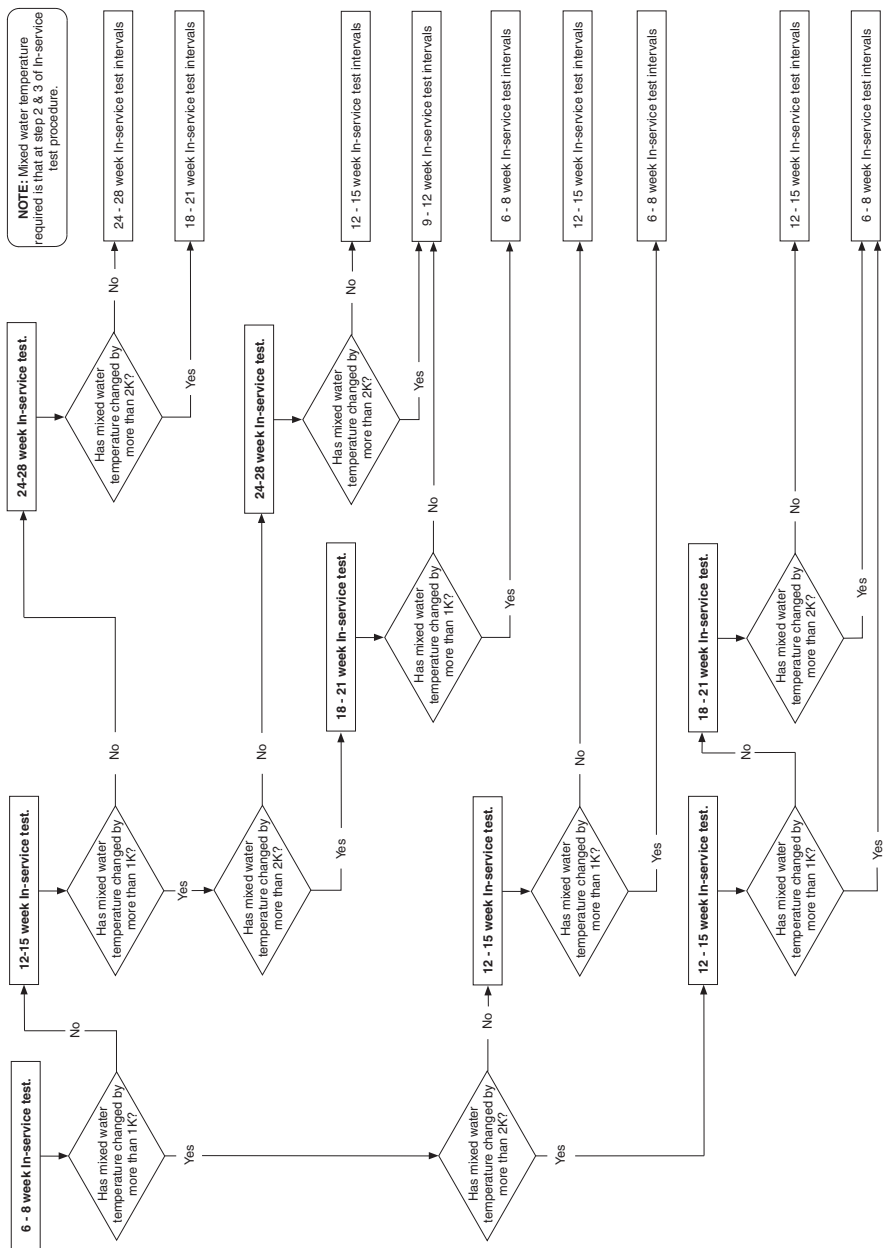 6 - 8 week In-service test.
Has mixed water
temperature changed by
more than 1K?
No
Yes
Has mixed water
temperature changed by
more than 2K?
No
Yes
12-15 week In-service test.
Has mixed water
temperature changed by
more than 1K?
No
Yes
Has mixed water
temperature changed by
more than 2K?
No
Yes
12 - 15 week In-service test.
Has mixed water
temperature changed by
more than 1K?
No
Yes
12 - 15 week In-service test.
Has mixed water
temperature changed by
more than 1K?
No
Yes
24-28 week In-service test.
Has mixed water
temperature changed by
more than 2K?
No
Yes
24-28 week In-service test.
Has mixed water
temperature changed by
more than 2K?
No
Yes
18 - 21 week In-service test.
Has mixed water
temperature changed by
more than 1K?
No
Yes
18 - 21 week In-service test.
Has mixed water
temperature changed by
more than 2K?
No
Yes
NOTE: Mixed water temperature
required is that at step 2 & 3 of In-service
test procedure.
24 - 28 week In-service test intervals
18 - 21 week In-service test intervals
12 - 15 week In-service test intervals
9 - 12 week In-service test intervals
6 - 8 week In-service test intervals
12 - 15 week In-service test intervals
6 - 8 week In-service test intervals
12 - 15 week In-service test intervals
6 - 8 week In-service test intervals